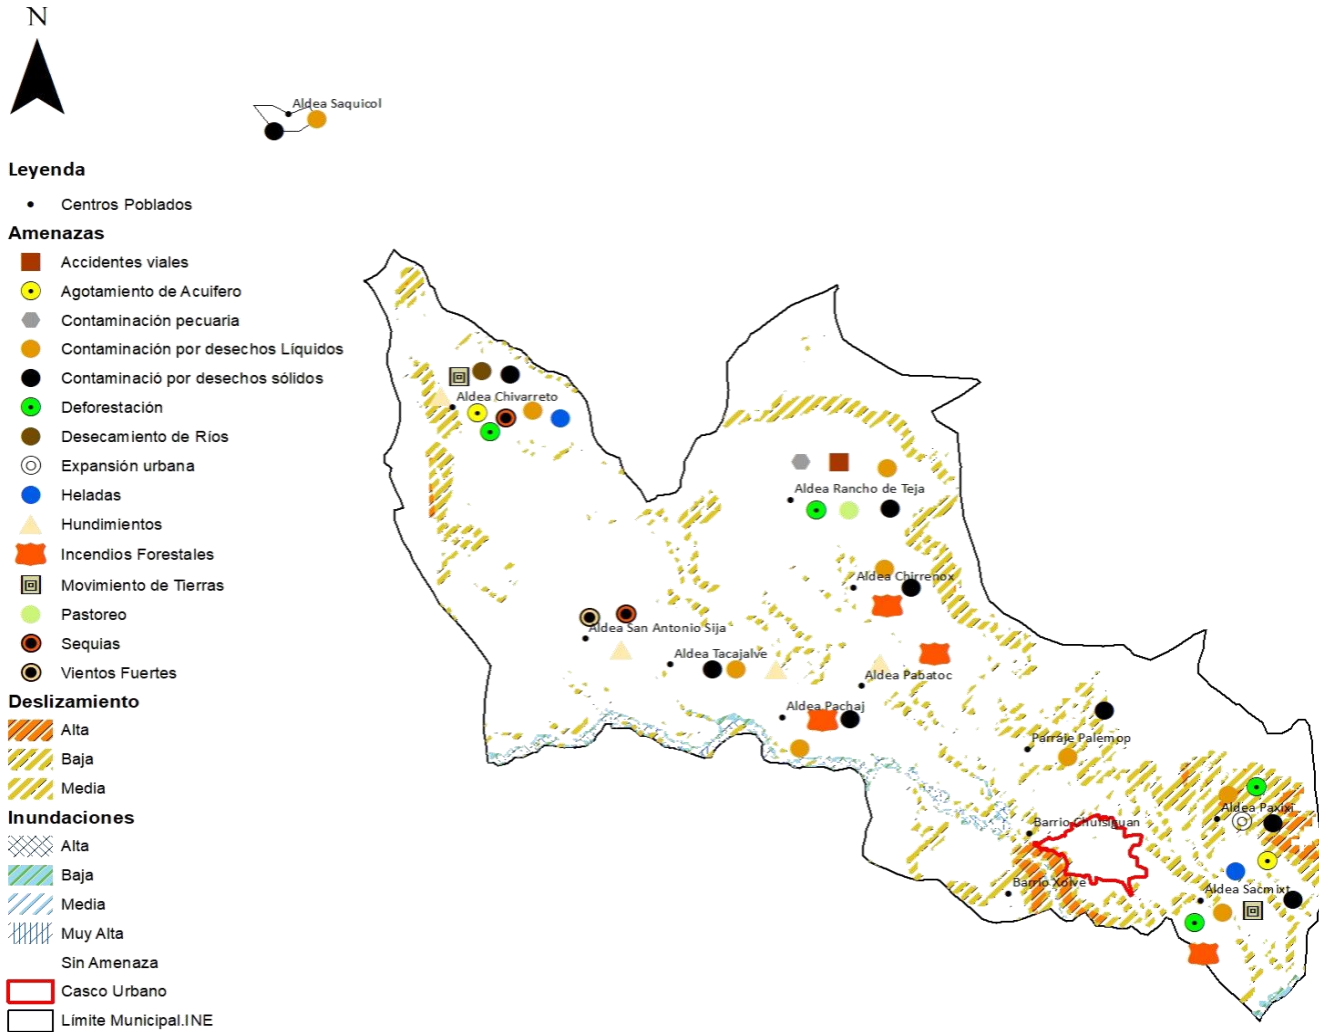 N
Aldea Saquicol
Leyenda
Centros Poblados
Amenazas
Accidentes viales
Agotamiento de Acuifero
Contaminación pecuaria
Contaminación por desechos Líquidos
Contaminació por desechos sólidos
Deforestación
Desecamiento de Ríos
Expansión urbana
Heladas
Hundimientos
Incendios Forestales
Movimiento de Tierras
Pastoreo
Sequias
Vientos Fuertes
Deslizamiento
Alta
Baja
Media
Inundaciones
Alta
Baja
Media
Muy Alta
Sin Amenaza
Casco Urbano
Límite Municipal.INE
Aldea Chivarreto
Aldea Rancho de Teja
Aldea Chirrenox
Aldea San Antonio Sija
Aldea Tacajalve
Aldea Pabatoc
Aldea Pachaj
Parraje Palemop
Aldea Paxixi
Barrio Chuisiguan
Barrio Xolve
Aldea Sacmixt